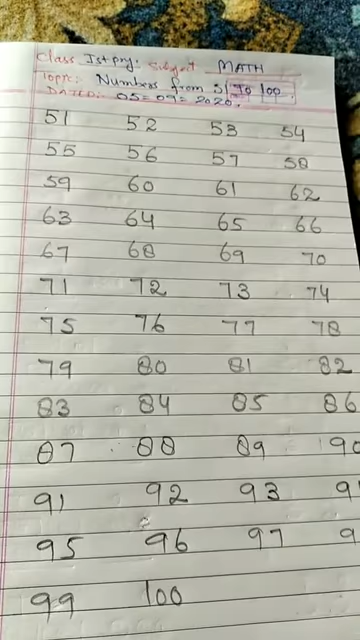 Class Ist pry: Subject MATH
Topic: Numbers from 51 To 100.
DATED: 05=09=2020.
51 52 53 54
55 56 57 58
59 60 61 62
63 64 65 66
67 68 69 70
71 72 73 74
75 76 77 78
79 80 81 82
83 84 85 86
87 88 89 90
91 92 93 9
95 96 97 9
99 100